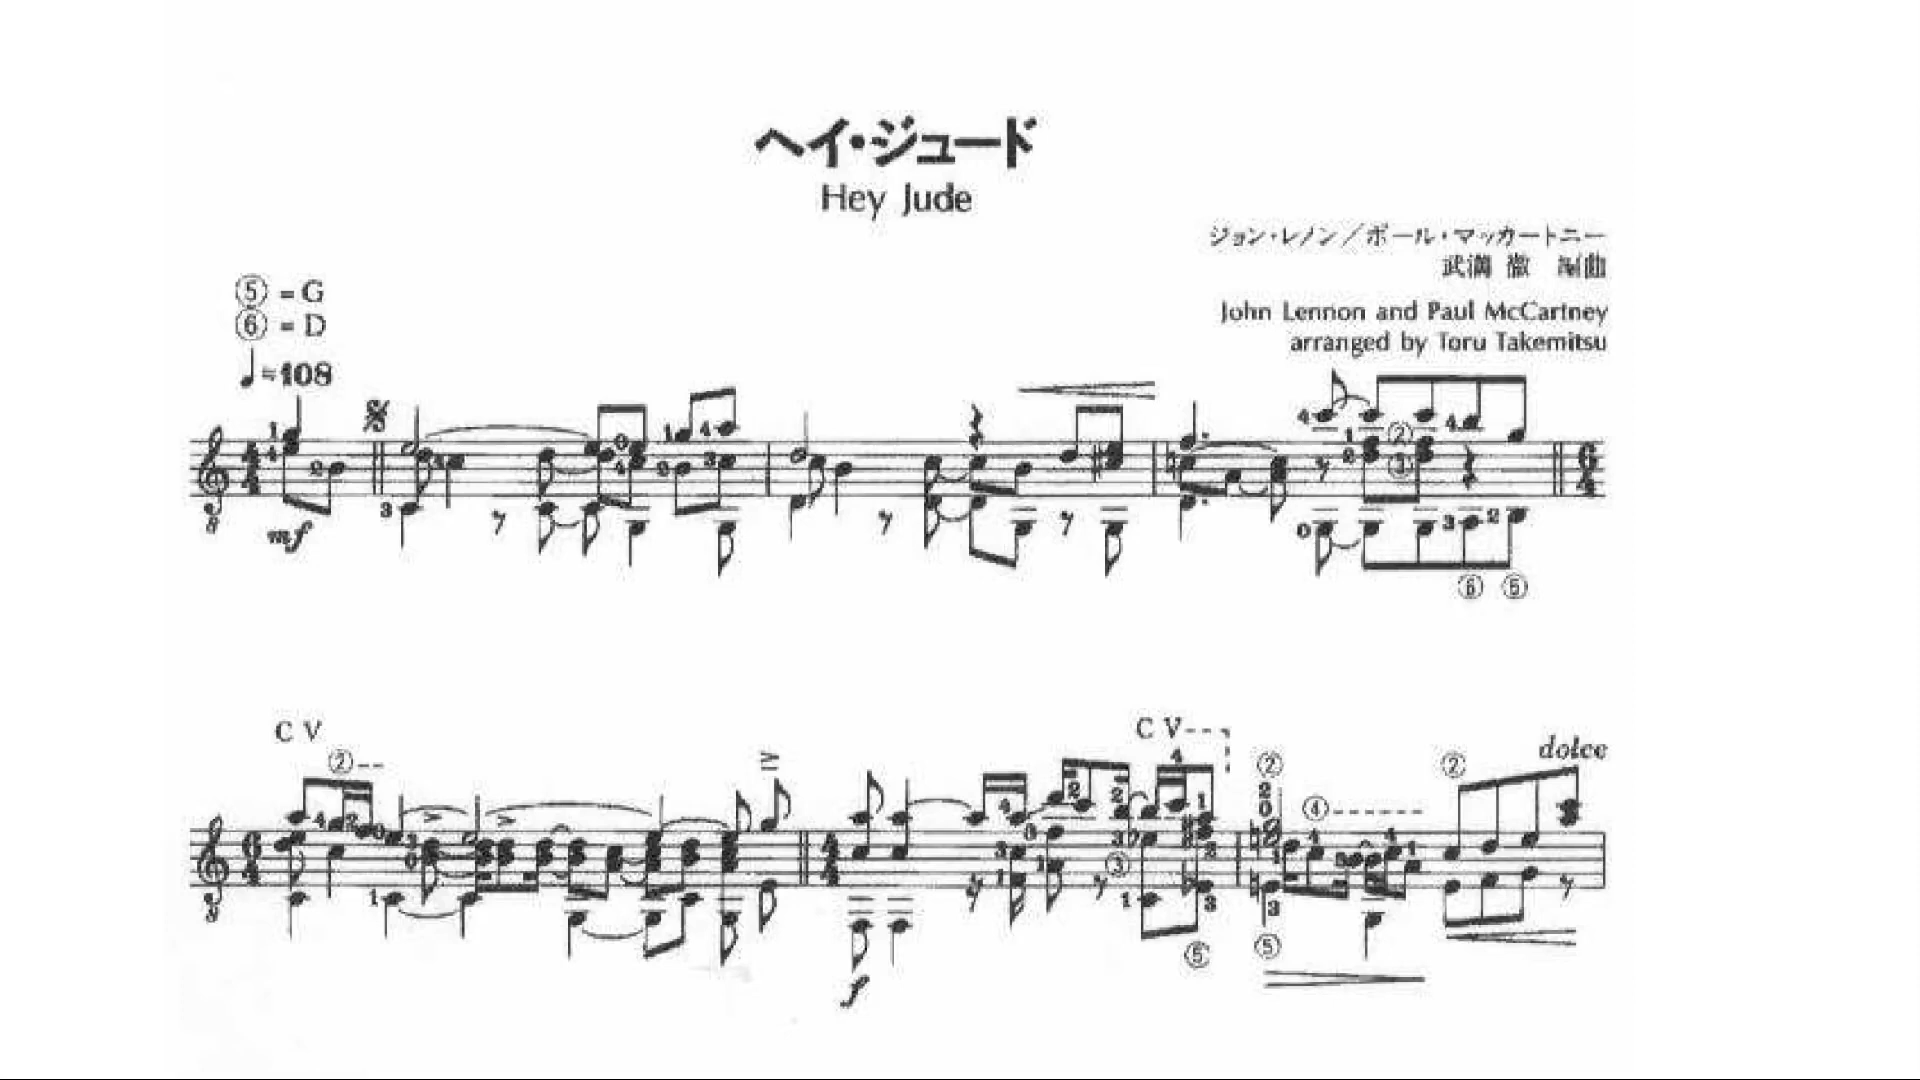 ヘイ・ジュード
Hey Jude
ジョン・レノン／ポール・マッカートニー
武満 徹 編曲
⑤ = G
John Lennon and Paul McCartney
⑥ = D
arranged by Toru Takemitsu
♩≒108
mf
C V
C V
dolce
f